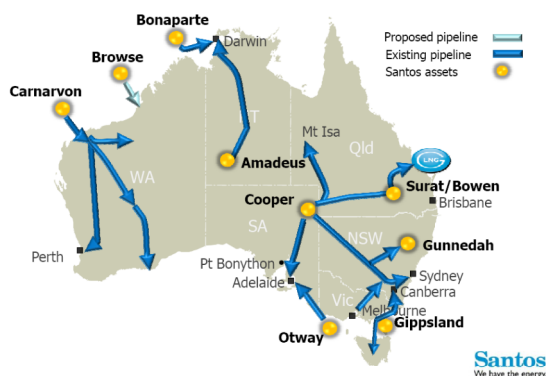 Bonaparte
Darwin
Proposed pipeline
Existing pipeline
Santos assets
Browse
Carnarvon
NT
Mt Isa
Qld
LNG
Amadeus
WA
Surat/Bowen
Cooper
Brisbane
SA
NSW
Gunnedah
Perth
Pt Bonython
Sydney
Adelaide
Canberra
Vic
Melbourne
Gippsland
Otway
Santos
We have the energy